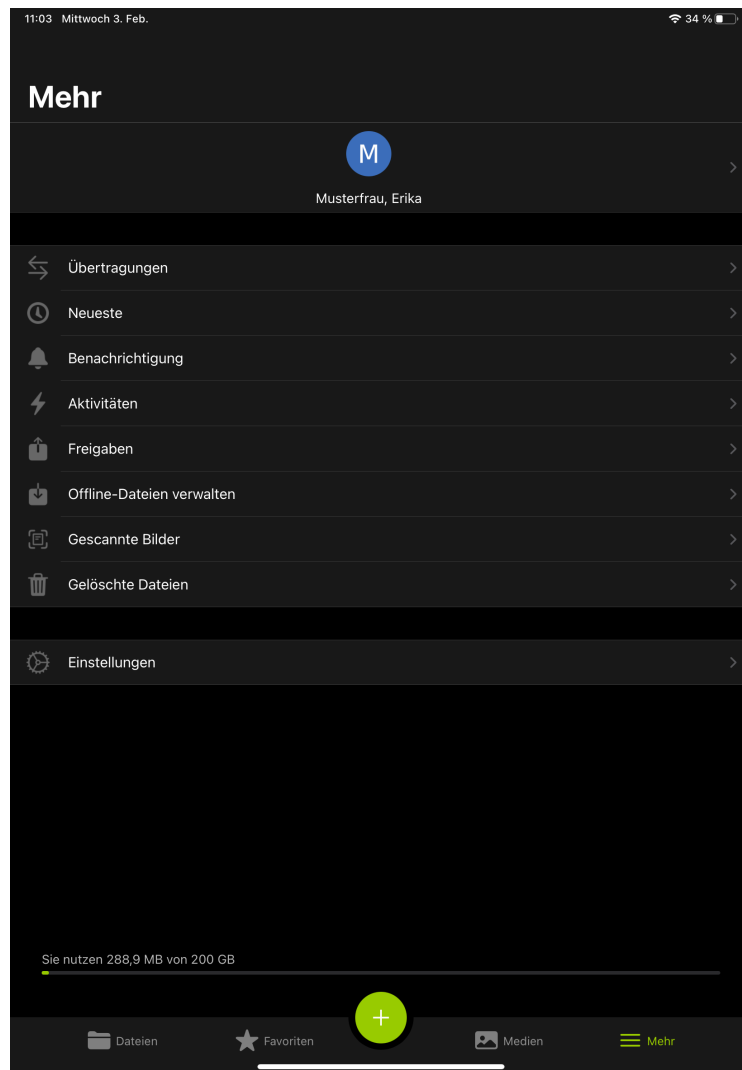 11:03 Mittwoch 3. Feb. 34 %
Mehr
M
Musterfrau, Erika
Übertragungen
Neueste
Benachrichtigung
Aktivitäten
Freigaben
Offline-Dateien verwalten
Gescannte Bilder
Gelöschte Dateien
Einstellungen
Sie nutzen 288,9 MB von 200 GB
Dateien Favoriten Medien Mehr